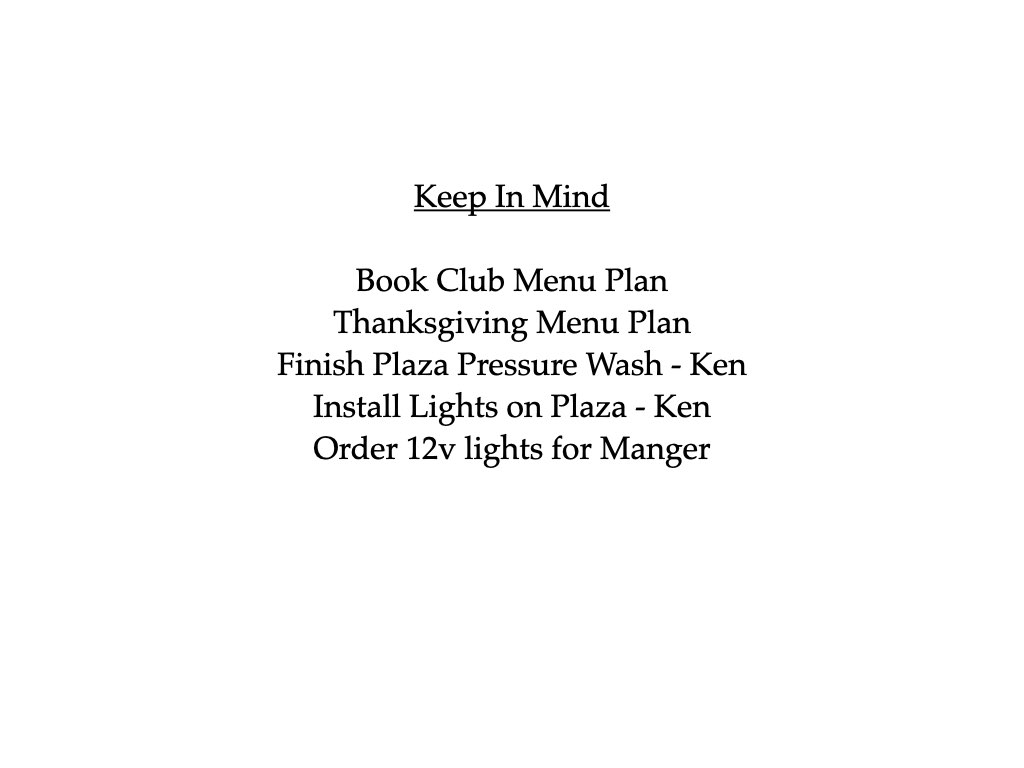 Keep In Mind
Book Club Menu Plan
Thanksgiving Menu Plan
Finish Plaza Pressure Wash - Ken
Install Lights on Plaza - Ken
Order 12v lights for Manger